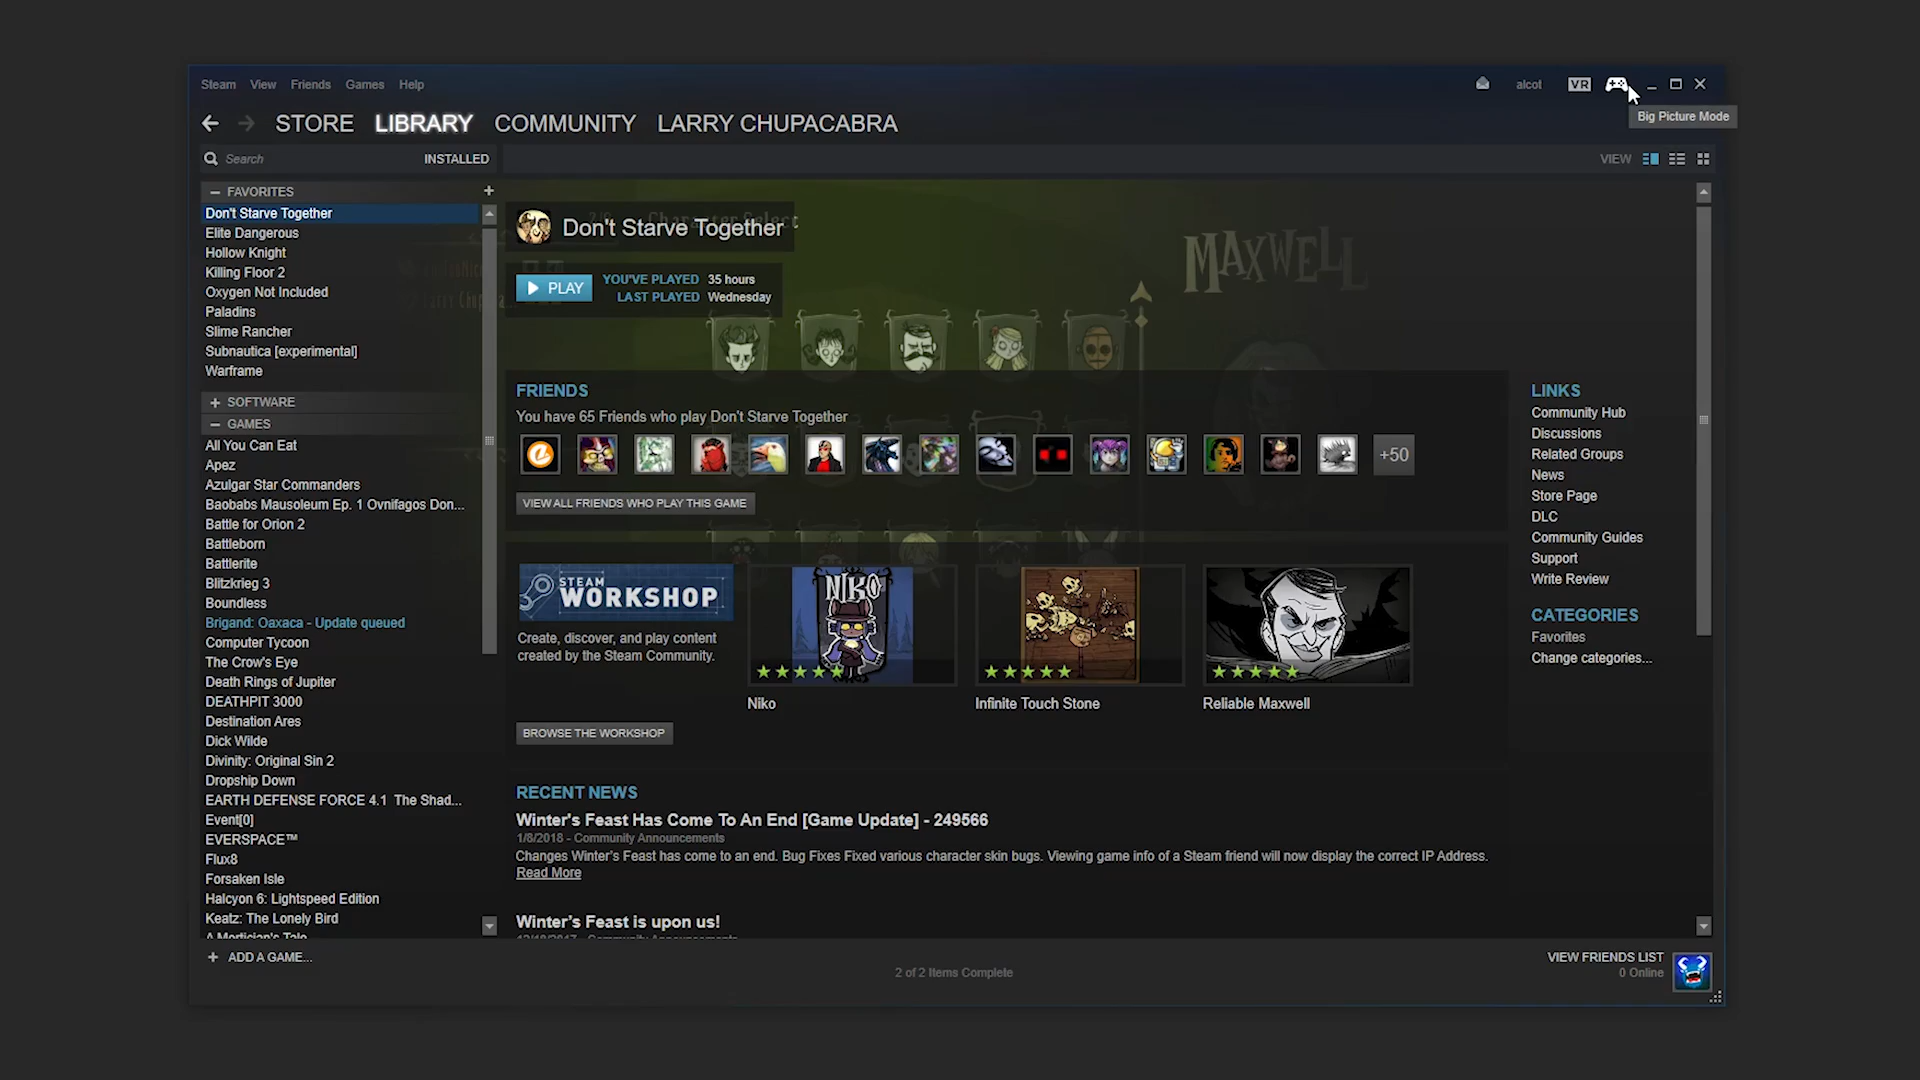 Steam View Friends Games Help
alcot VR
Big Picture Mode
STORE LIBRARY COMMUNITY LARRY CHUPACABRA
Search INSTALLED
VIEW
FAVORITES
Don't Starve Together
Elite Dangerous
Hollow Knight
Killing Floor 2
Oxygen Not Included
Paladins
Slime Rancher
Subnautica [experimental]
Warframe
SOFTWARE
GAMES
All You Can Eat
Apez
Azulgar Star Commanders
Baobabs Mausoleum Ep. 1 Ovnifagos Don...
Battle for Orion 2
Battleborn
Battlerite
Blitzkrieg 3
Boundless
Brigand: Oaxaca - Update queued
Computer Tycoon
The Crow's Eye
Death Rings of Jupiter
DEATHPIT 3000
Destination Ares
Dick Wilde
Divinity: Original Sin 2
Dropship Down
EARTH DEFENSE FORCE 4.1 The Shad...
Event[0]
EVERSPACE™
Flux8
Forsaken Isle
Halcyon 6: Lightspeed Edition
Keatz: The Lonely Bird
A Mortician's Tale
+ ADD A GAME...
Don't Starve Together
Character Select
MAXWELL
PLAY
YOU'VE PLAYED 35 hours
LAST PLAYED Wednesday
FRIENDS
You have 65 Friends who play Don't Starve Together
+50
VIEW ALL FRIENDS WHO PLAY THIS GAME
STEAM WORKSHOP
Create, discover, and play content
created by the Steam Community.
NIKO
Niko
Infinite Touch Stone
Reliable Maxwell
BROWSE THE WORKSHOP
RECENT NEWS
Winter's Feast Has Come To An End [Game Update] - 249566
1/8/2018 - Community Announcements
Changes Winter's Feast has come to an end. Bug Fixes Fixed various character skin bugs. Viewing game info of a Steam friend will now display the correct IP Address.
Read More
Winter's Feast is upon us!
LINKS
Community Hub
Discussions
Related Groups
News
Store Page
DLC
Community Guides
Support
Write Review
CATEGORIES
Favorites
Change categories...
2 of 2 Items Complete
VIEW FRIENDS LIST
0 Online